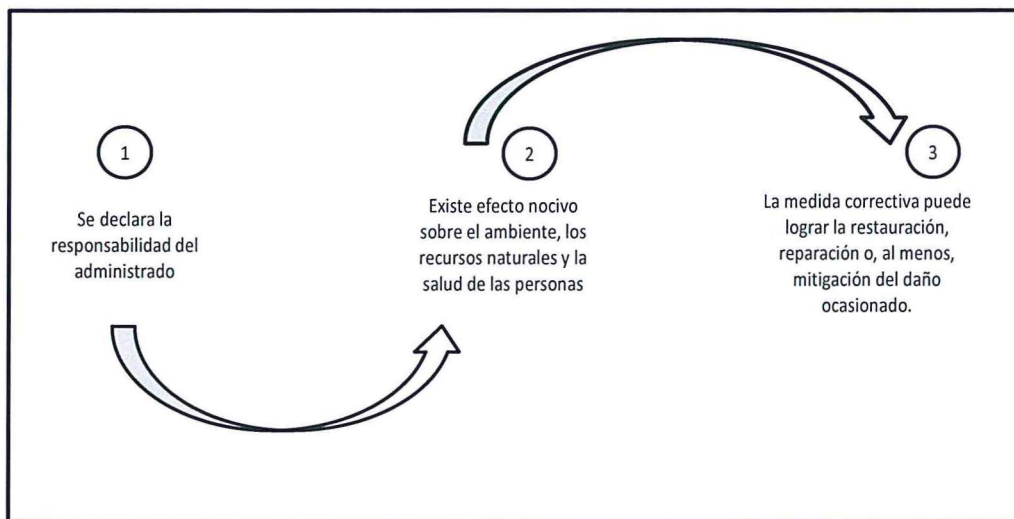 1
Se declara la
responsabilidad del
administrado
2
Existe efecto nocivo
sobre el ambiente, los
recursos naturales y la
salud de las personas
3
La medida correctiva puede
lograr la restauración,
reparación o, al menos,
mitigación del daño
ocasionado.